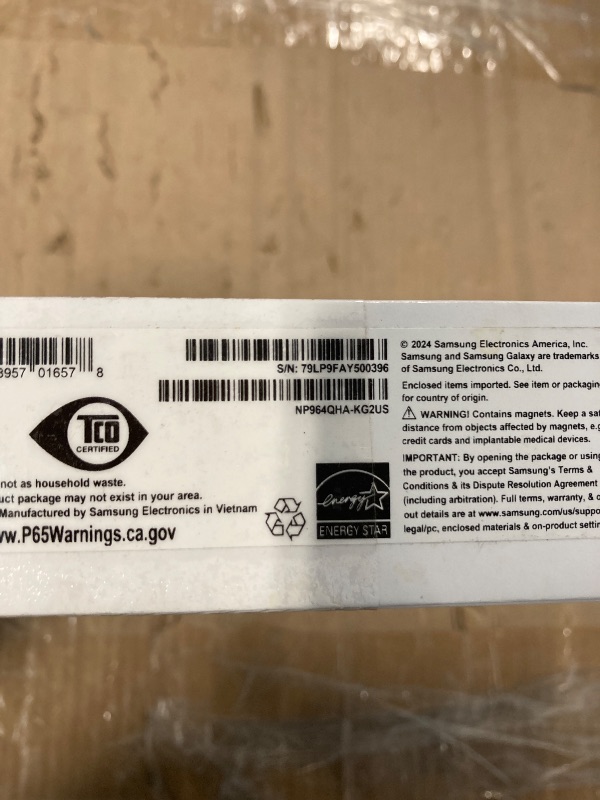 8957 01657 8
TCO
CERTIFIED
not as household waste.
uct package may not exist in your area.
Manufactured by Samsung Electronics in Vietnam
w.P65Warnings.ca.gov
S/N: 79LP9FAY500396
NP964QHA-KG2US
energy
ENERGY STAR
© 2024 Samsung Electronics America, Inc.
Samsung and Samsung Galaxy are trademarks
of Samsung Electronics Co., Ltd.
Enclosed items imported. See item or packagin
for country of origin.
⚠ WARNING! Contains magnets. Keep a saf
distance from objects affected by magnets, e.g
credit cards and implantable medical devices.
IMPORTANT: By opening the package or using
the product, you accept Samsung's Terms &
Conditions & its Dispute Resolution Agreement
(including arbitration). Full terms, warranty, & o
out details are at www.samsung.com/us/suppo
legal/pc, enclosed materials & on-product settin